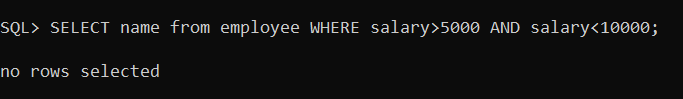 SQL> SELECT name from employee WHERE salary>5000 AND salary<10000;
no rows selected